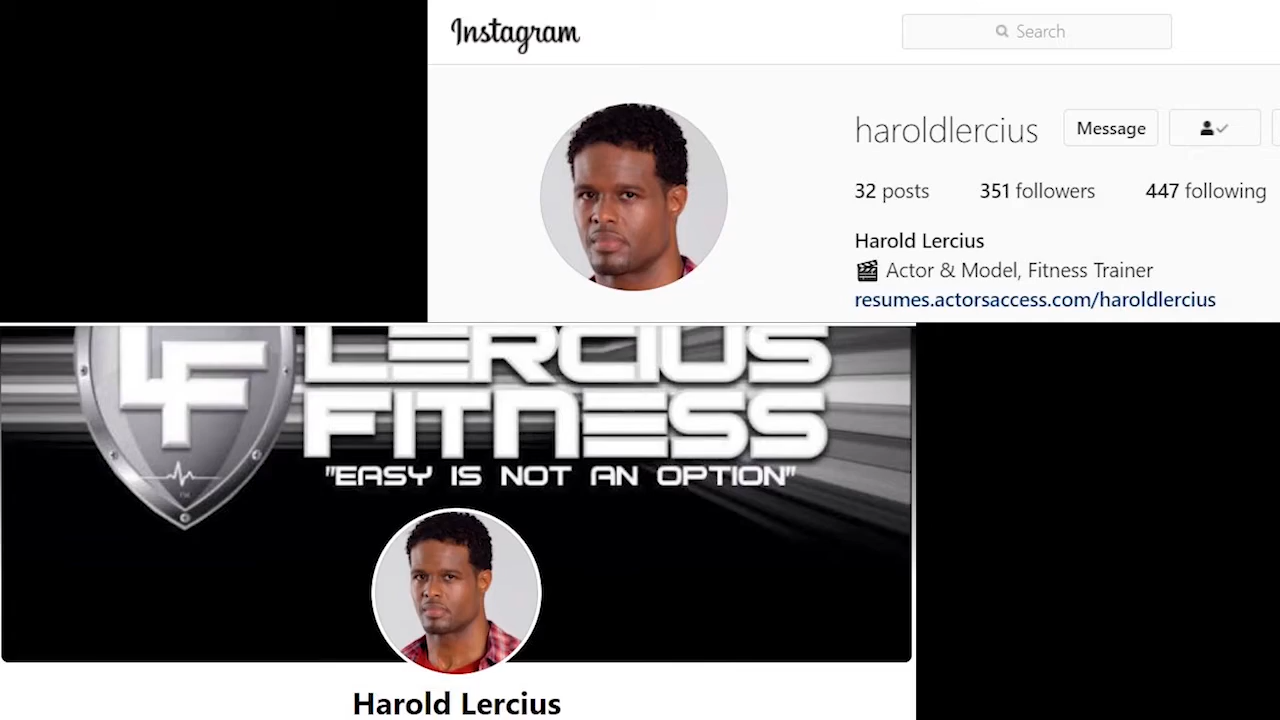 Instagram
Search
haroldlercius
Message
32 posts 351 followers 447 following
Harold Lercius
Actor & Model, Fitness Trainer
resumes.actorsaccess.com/haroldlercius
LF
LERCIUS
FITNESS
"EASY IS NOT AN OPTION"
TM
Harold Lercius